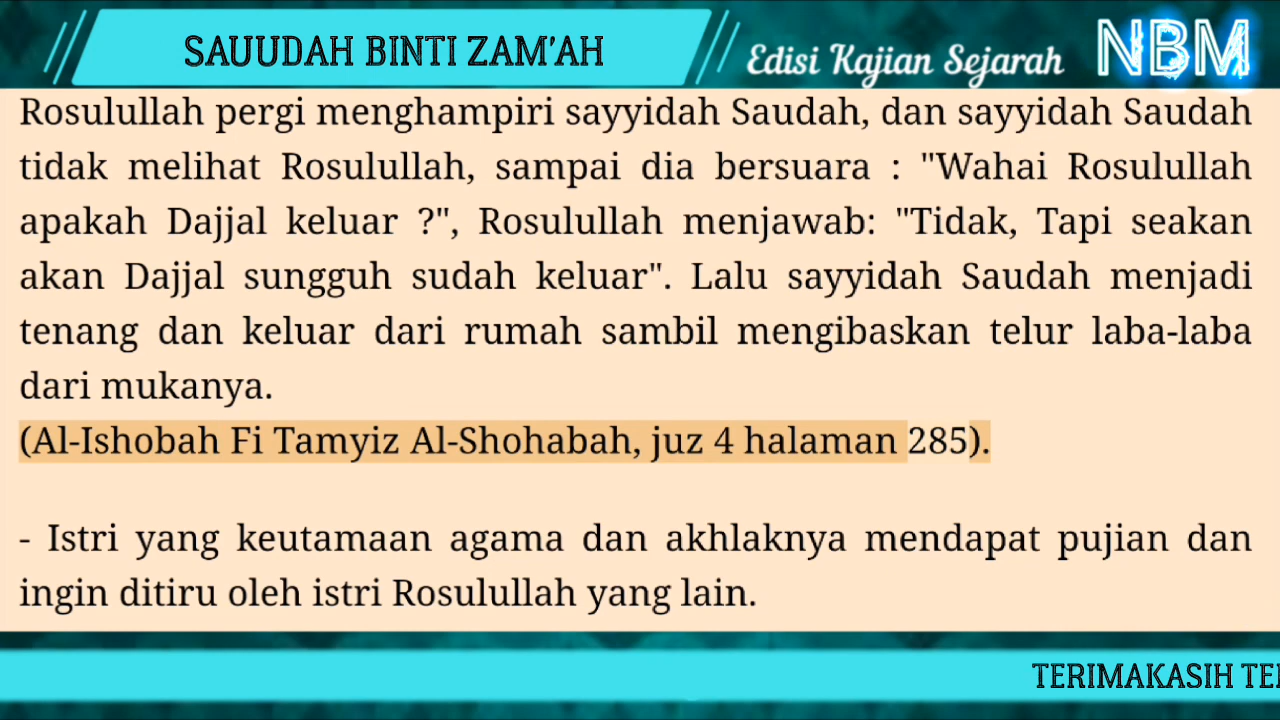 SAUUDAH BINTI ZAM'AH
Edisi Kajian Sejarah
NBM
Rosulullah pergi menghampiri sayyidah Saudah, dan sayyidah Saudah
tidak melihat Rosulullah, sampai dia bersuara : "Wahai Rosulullah
apakah Dajjal keluar ?", Rosulullah menjawab: "Tidak, Tapi seakan
akan Dajjal sungguh sudah keluar". Lalu sayyidah Saudah menjadi
tenang dan keluar dari rumah sambil mengibaskan telur laba-laba
dari mukanya.
(Al-Ishobah Fi Tamyiz Al-Shohabah, juz 4 halaman 285).
- Istri yang keutamaan agama dan akhlaknya mendapat pujian dan
ingin ditiru oleh istri Rosulullah yang lain.
TERIMAKASIH